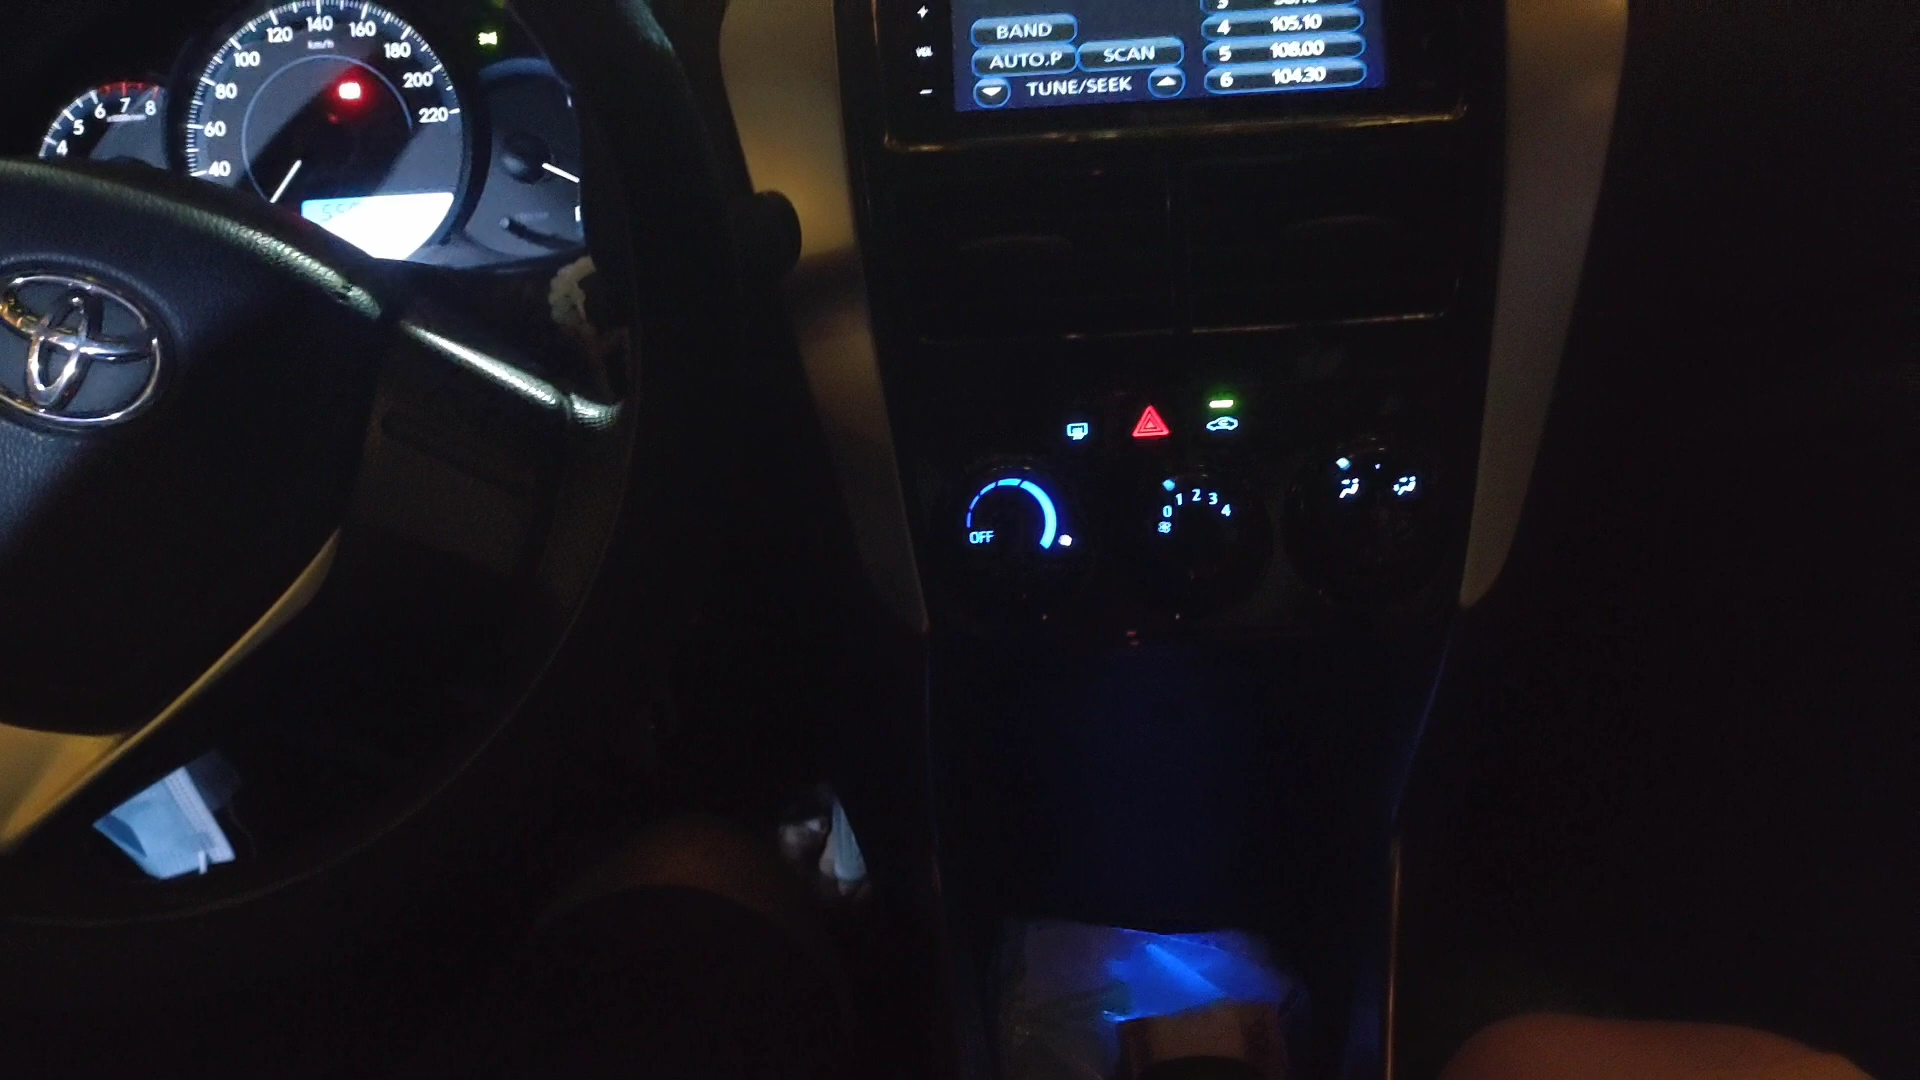 4 5 6 7 8
40 60 80 100 120 140 160 180 200 220
km/h
VOL
BAND
AUTO.P SCAN
TUNE/SEEK
4 105.10
5 108.00
6 104.30
OFF
0 1 2 3 4